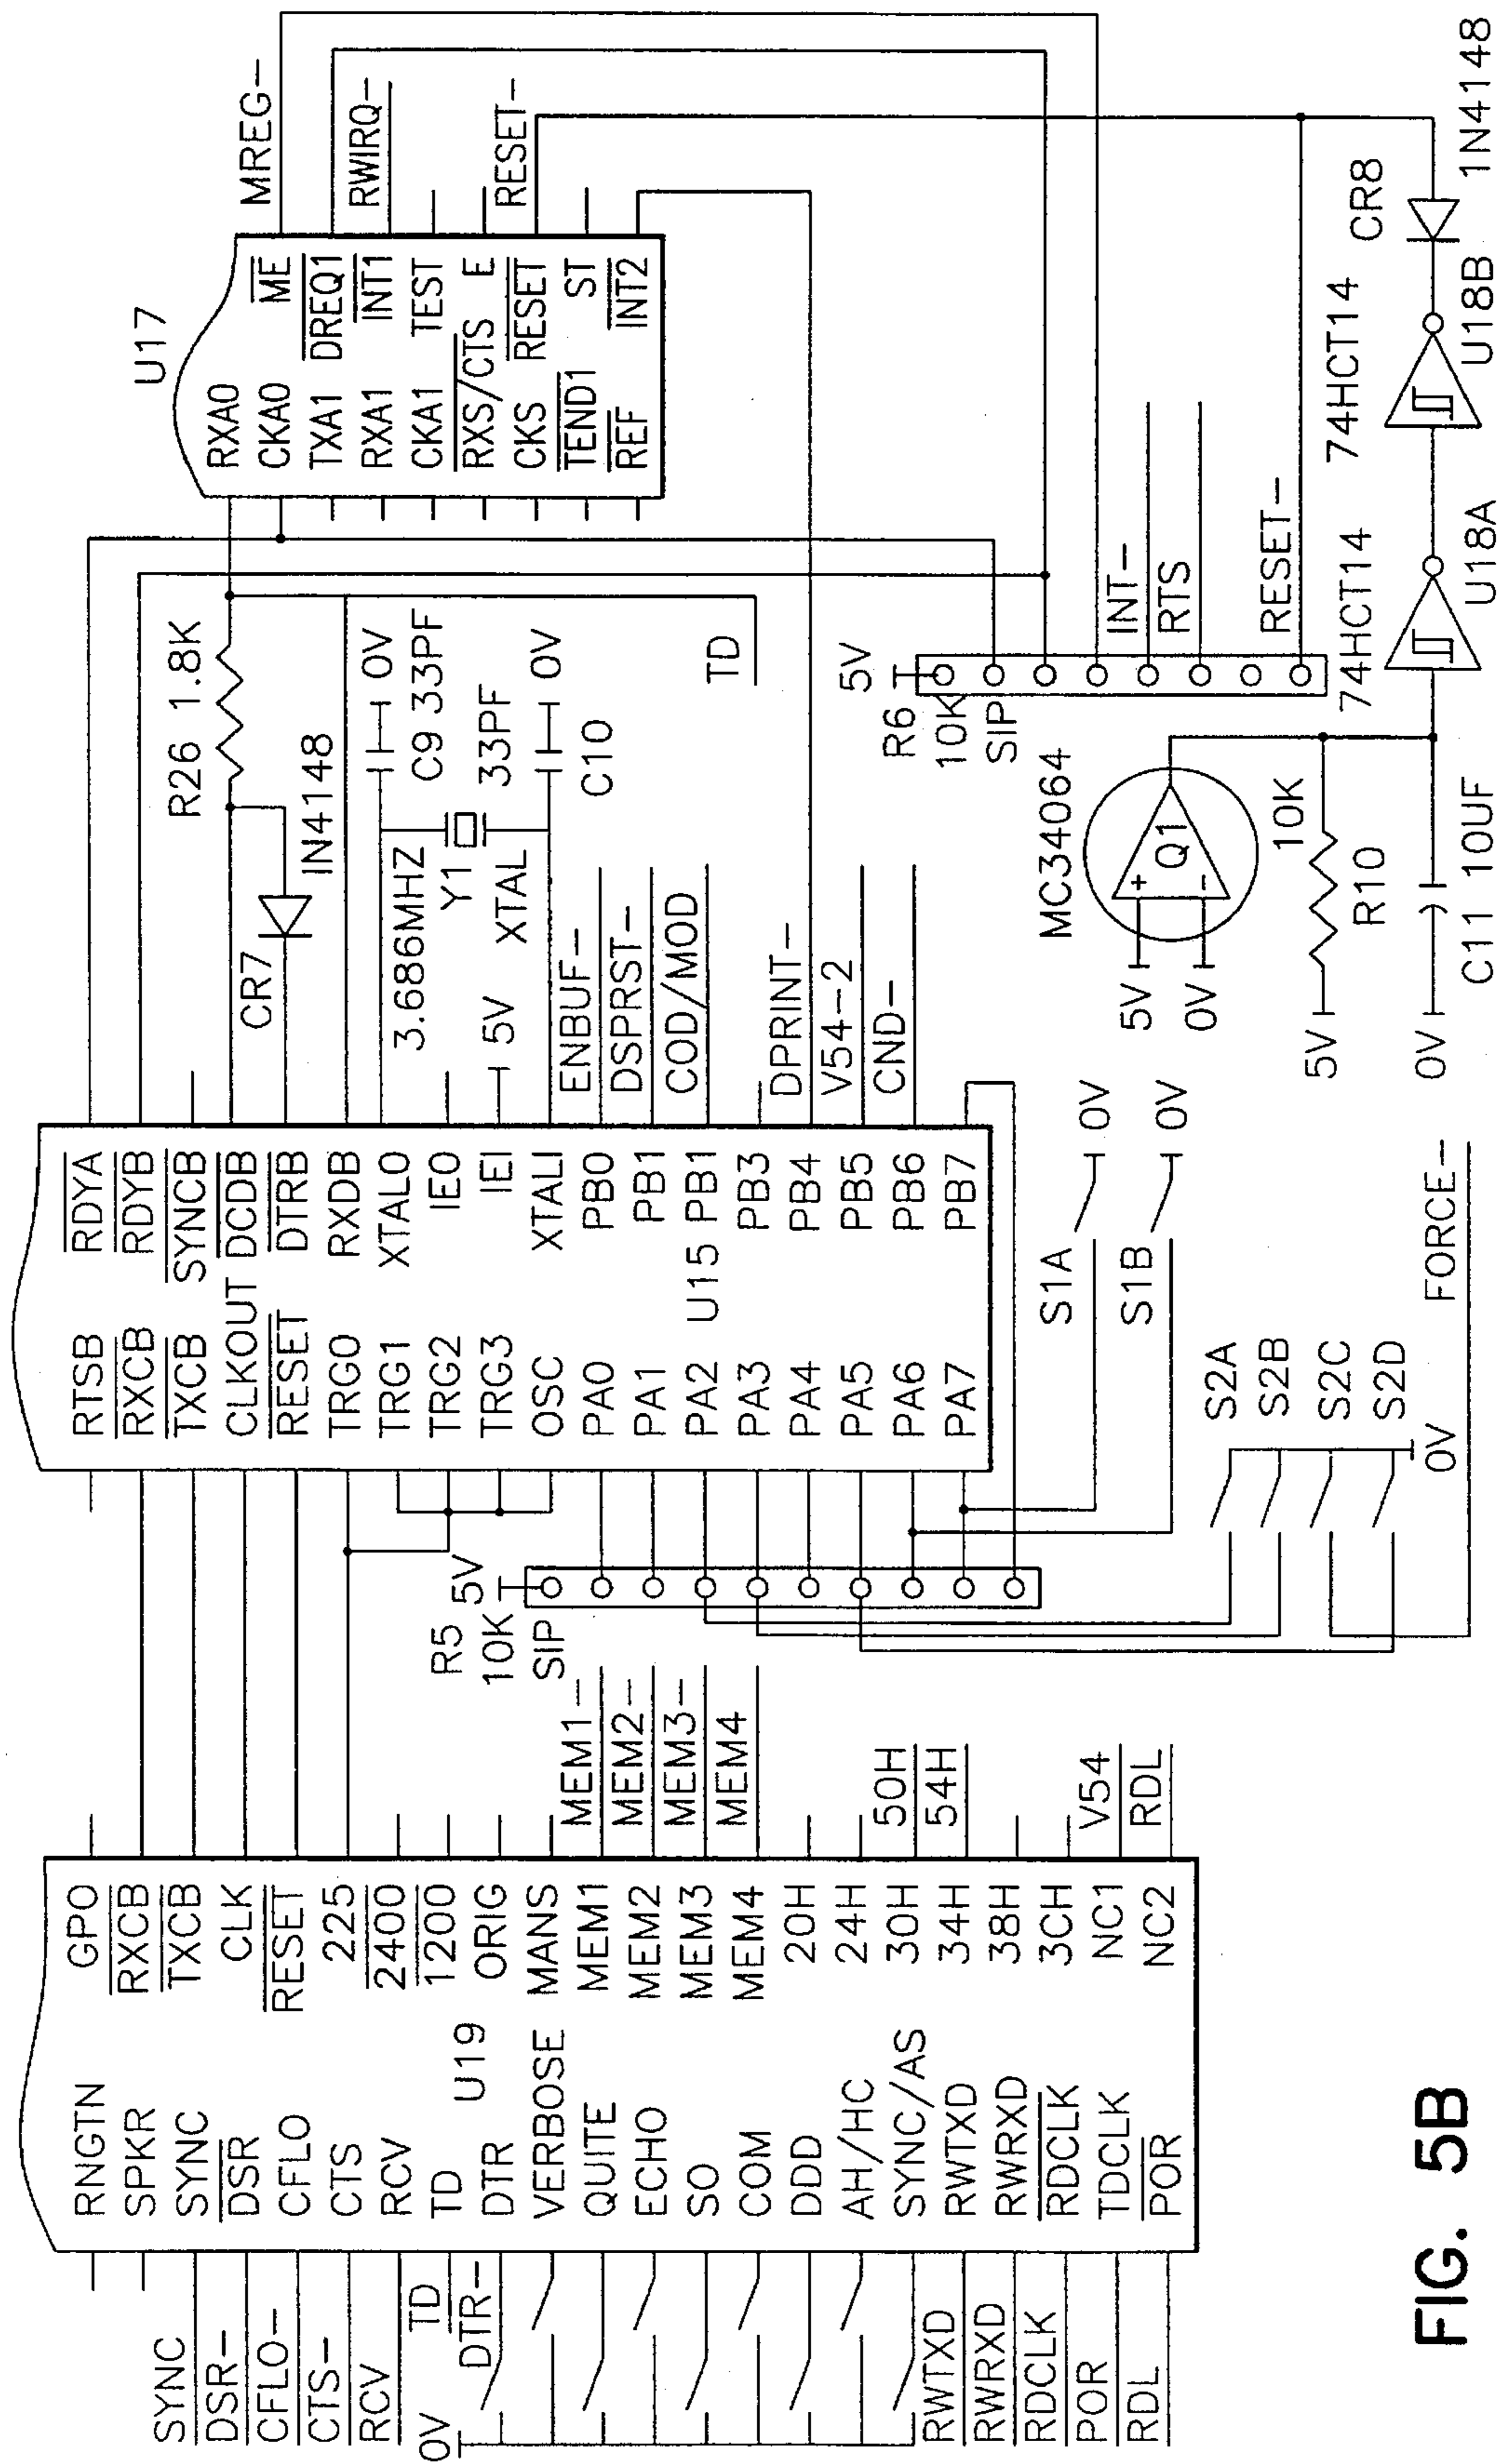 U17
RXA0
CKA0 ME
TXA1 DREQ1
RXA1 INT1
CKA1 TEST
RXS/CTS E
CKS RESET
TEND1 ST
REF INT2
MREG-
RWIRQ-
RESET-
R26 1.8K
CR7
IN4148
0V
C9 33PF
3.686MHZ
Y1
XTAL
33PF
0V
C10
5V
TD
ENBUF-
DSPRST-
COD/MOD
DPRINT-
V54-2
CND-
R6
10K
SIP
5V
INT-
RTS
RESET-
MC34064
Q1
+
-
5V
0V
10K
R10
5V
0V
C11 10UF
74HCT14
U18A
74HCT14
U18B
CR8
1N4148
U15
RTSB RDYA
RXCB RDYB
TXCB SYNCB
CLKOUT DCDB
RESET DTRB
TRG0 RXDB
TRG1 XTALO
TRG2 IEO
TRG3 IEI
OSC XTALI
PA0 PB0
PA1 PB1
PA2 PB1
PA3 PB3
PA4 PB4
PA5 PB5
PA6 PB6
PA7 PB7
S1A
0V
S1B
0V
S2A
S2B
S2C
S2D
0V
FORCE-
R5
10K
SIP
5V
U19
RNGTN GPO
SPKR RXCB
SYNC TXCB
DSR CLK
CFLO RESET
CTS 225
RCV 2400
TD 1200
DTR ORIG
VERBOSE MANS
QUITE MEM1
ECHO MEM2
SO MEM3
COM MEM4
DDD 20H
AH/HC 24H
SYNC/AS 30H
RWTXD 34H
RWRXD 38H
RDCLK 3CH
TDCLK NC1
POR NC2
MEM1-
MEM2-
MEM3-
MEM4
50H
54H
V54
RDL
SYNC
DSR-
CFLO-
CTS-
RCV
TD
DTR-
0V
RWTXD
RWRXD
RDCLK
POR
RDL
FIG. 5B